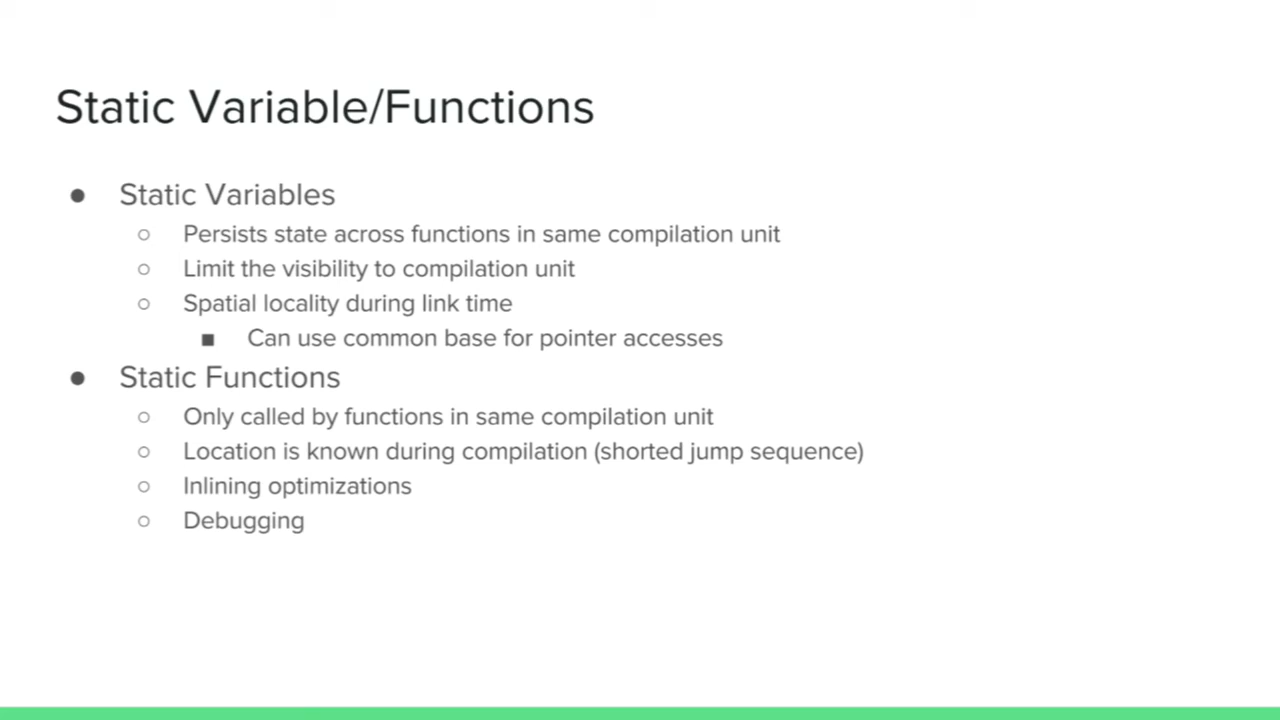 Static Variable/Functions
● Static Variables
○ Persists state across functions in same compilation unit
○ Limit the visibility to compilation unit
○ Spatial locality during link time
■ Can use common base for pointer accesses
● Static Functions
○ Only called by functions in same compilation unit
○ Location is known during compilation (shorted jump sequence)
○ Inlining optimizations
○ Debugging